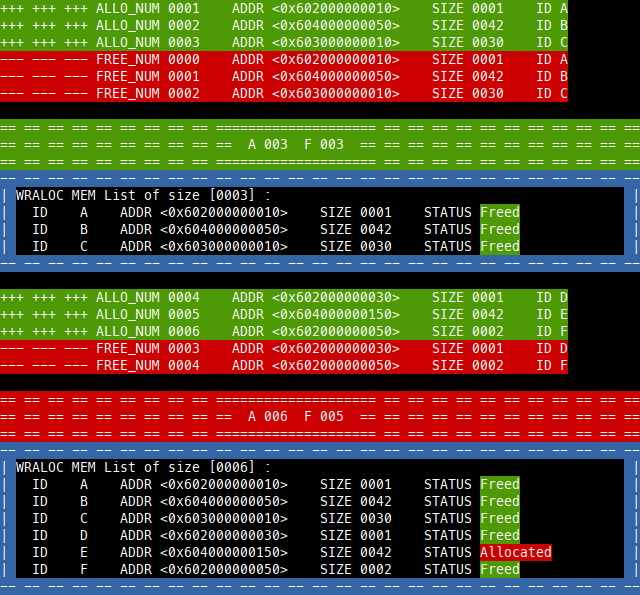 +++ +++ +++ ALLO_NUM 0001    ADDR <0x602000000010>    SIZE 0001    ID A
+++ +++ +++ ALLO_NUM 0002    ADDR <0x604000000050>    SIZE 0042    ID B
+++ +++ +++ ALLO_NUM 0003    ADDR <0x603000000010>    SIZE 0030    ID C
--- --- --- FREE_NUM 0000    ADDR <0x602000000010>    SIZE 0001    ID A
--- --- --- FREE_NUM 0001    ADDR <0x604000000050>    SIZE 0042    ID B
--- --- --- FREE_NUM 0002    ADDR <0x603000000010>    SIZE 0030    ID C
== == == == == == == == == ==================== == == == == == == == == == == ==
== == == == == == == == == ==  A 003  F 003  == == == == == == == == == == == ==
== == == == == == == == == ==================== == == == == == == == == == == ==
-- -- -- -- -- -- -- -- -- -- -- -- -- -- -- -- -- -- -- -- -- -- -- -- -- -- --
| WRALOC MEM List of size [0003] :                                            |
|   ID    A    ADDR <0x602000000010>    SIZE 0001    STATUS Freed              |
|   ID    B    ADDR <0x604000000050>    SIZE 0042    STATUS Freed              |
|   ID    C    ADDR <0x603000000010>    SIZE 0030    STATUS Freed              |
-- -- -- -- -- -- -- -- -- -- -- -- -- -- -- -- -- -- -- -- -- -- -- -- -- -- --
+++ +++ +++ ALLO_NUM 0004    ADDR <0x602000000030>    SIZE 0001    ID D
+++ +++ +++ ALLO_NUM 0005    ADDR <0x604000000150>    SIZE 0042    ID E
+++ +++ +++ ALLO_NUM 0006    ADDR <0x602000000050>    SIZE 0002    ID F
--- --- --- FREE_NUM 0003    ADDR <0x602000000030>    SIZE 0001    ID D
--- --- --- FREE_NUM 0004    ADDR <0x602000000050>    SIZE 0002    ID F
== == == == == == == == == ==================== == == == == == == == == == == ==
== == == == == == == == == ==  A 006  F 005  == == == == == == == == == == == ==
== == == == == == == == == ==================== == == == == == == == == == == ==
-- -- -- -- -- -- -- -- -- -- -- -- -- -- -- -- -- -- -- -- -- -- -- -- -- -- --
| WRALOC MEM List of size [0006] :                                            |
|   ID    A    ADDR <0x602000000010>    SIZE 0001    STATUS Freed              |
|   ID    B    ADDR <0x604000000050>    SIZE 0042    STATUS Freed              |
|   ID    C    ADDR <0x603000000010>    SIZE 0030    STATUS Freed              |
|   ID    D    ADDR <0x602000000030>    SIZE 0001    STATUS Freed              |
|   ID    E    ADDR <0x604000000150>    SIZE 0042    STATUS Allocated          |
|   ID    F    ADDR <0x602000000050>    SIZE 0002    STATUS Freed              |
-- -- -- -- -- -- -- -- -- -- -- -- -- -- -- -- -- -- -- -- -- -- -- -- -- -- --